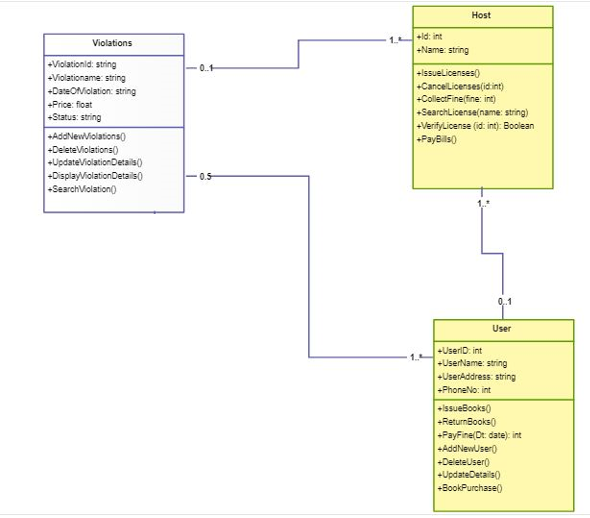 Host
+Id: int
+Name: string
+IssueLicenses()
+CancelLicenses(id:int)
+CollectFine(fine: int)
+SearchLicense(name: string)
+VerifyLicense (id: int): Boolean
+PayBills()
Violations
+ViolationId: string
+Violationame: string
+DateOfViolation: string
+Price: float
+Status: string
+AddNewViolations()
+DeleteViolations()
+UpdateViolationDetails()
+DisplayViolationDetails()
+SearchViolation()
0..1
1..*
0.5
1..*
1..*
0..1
User
+UserID: int
+UserName: string
+UserAddress: string
+PhoneNo: int
+IssueBooks()
+ReturnBooks()
+PayFine(Dt: date): int
+AddNewUser()
+DeleteUser()
+UpdateDetails()
+BookPurchase()